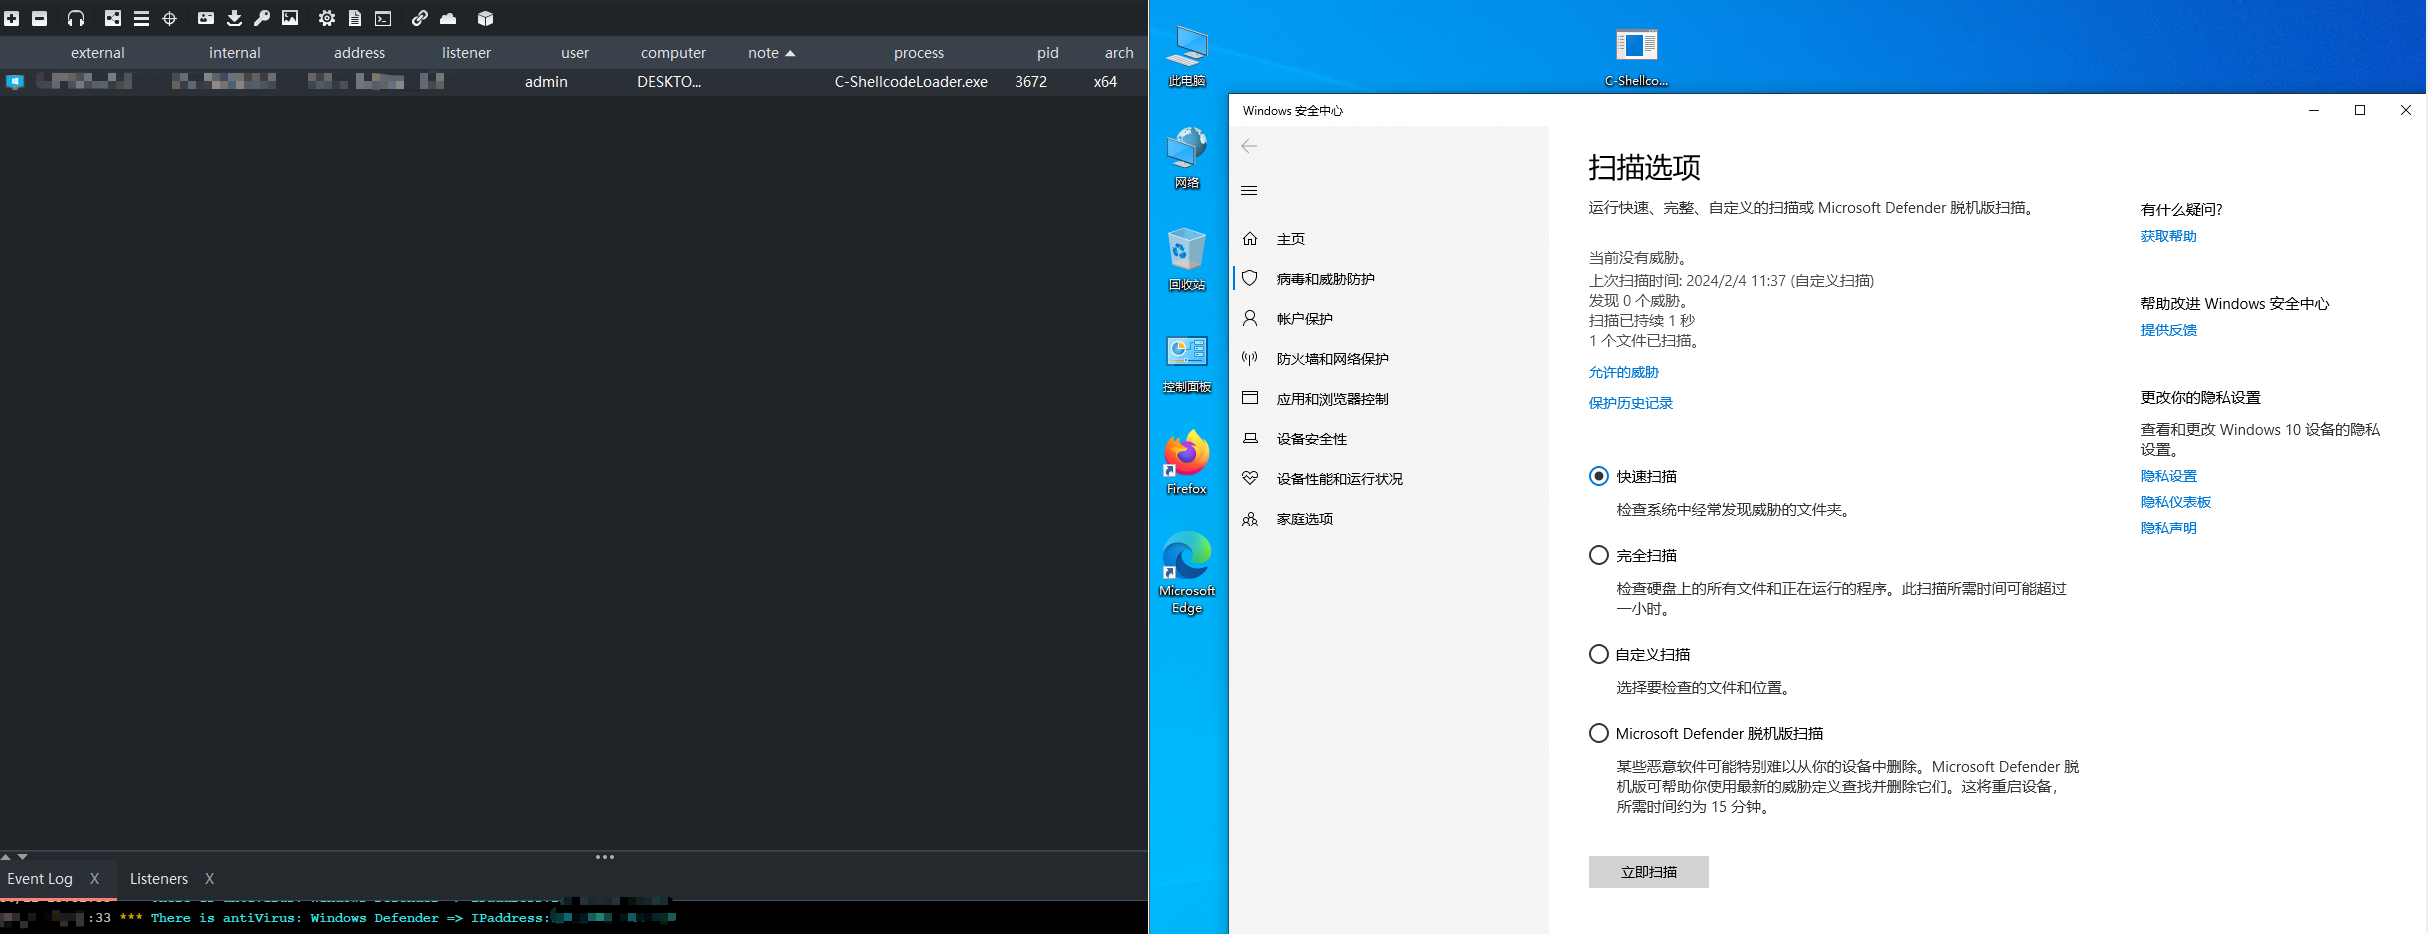 external internal address listener user computer note process pid arch
admin DESKTO... C-ShellcodeLoader.exe 3672 x64
Event Log X Listeners X
:33 *** There is antiVirus: Windows Defender => IPaddress:
此电脑
网络
回收站
控制面板
Firefox
Microsoft
Edge
C-Shellco...
Windows 安全中心
主页
病毒和威胁防护
帐户保护
防火墙和网络保护
应用和浏览器控制
设备安全性
设备性能和运行状况
家庭选项
扫描选项
运行快速、完整、自定义的扫描或 Microsoft Defender 脱机版扫描。
当前没有威胁。
上次扫描时间: 2024/2/4 11:37 (自定义扫描)
发现 0 个威胁。
扫描已持续 1 秒
1 个文件已扫描。
允许的威胁
保护历史记录
快速扫描
检查系统中经常发现威胁的文件夹。
完全扫描
检查硬盘上的所有文件和正在运行的程序。此扫描所需时间可能超过
一小时。
自定义扫描
选择要检查的文件和位置。
Microsoft Defender 脱机版扫描
某些恶意软件可能特别难以从你的设备中删除。Microsoft Defender 脱
机版可帮助你使用最新的威胁定义查找并删除它们。这将重启设备，
所需时间约为 15 分钟。
立即扫描
有什么疑问?
获取帮助
帮助改进 Windows 安全中心
提供反馈
更改你的隐私设置
查看和更改 Windows 10 设备的隐私
设置。
隐私设置
隐私仪表板
隐私声明